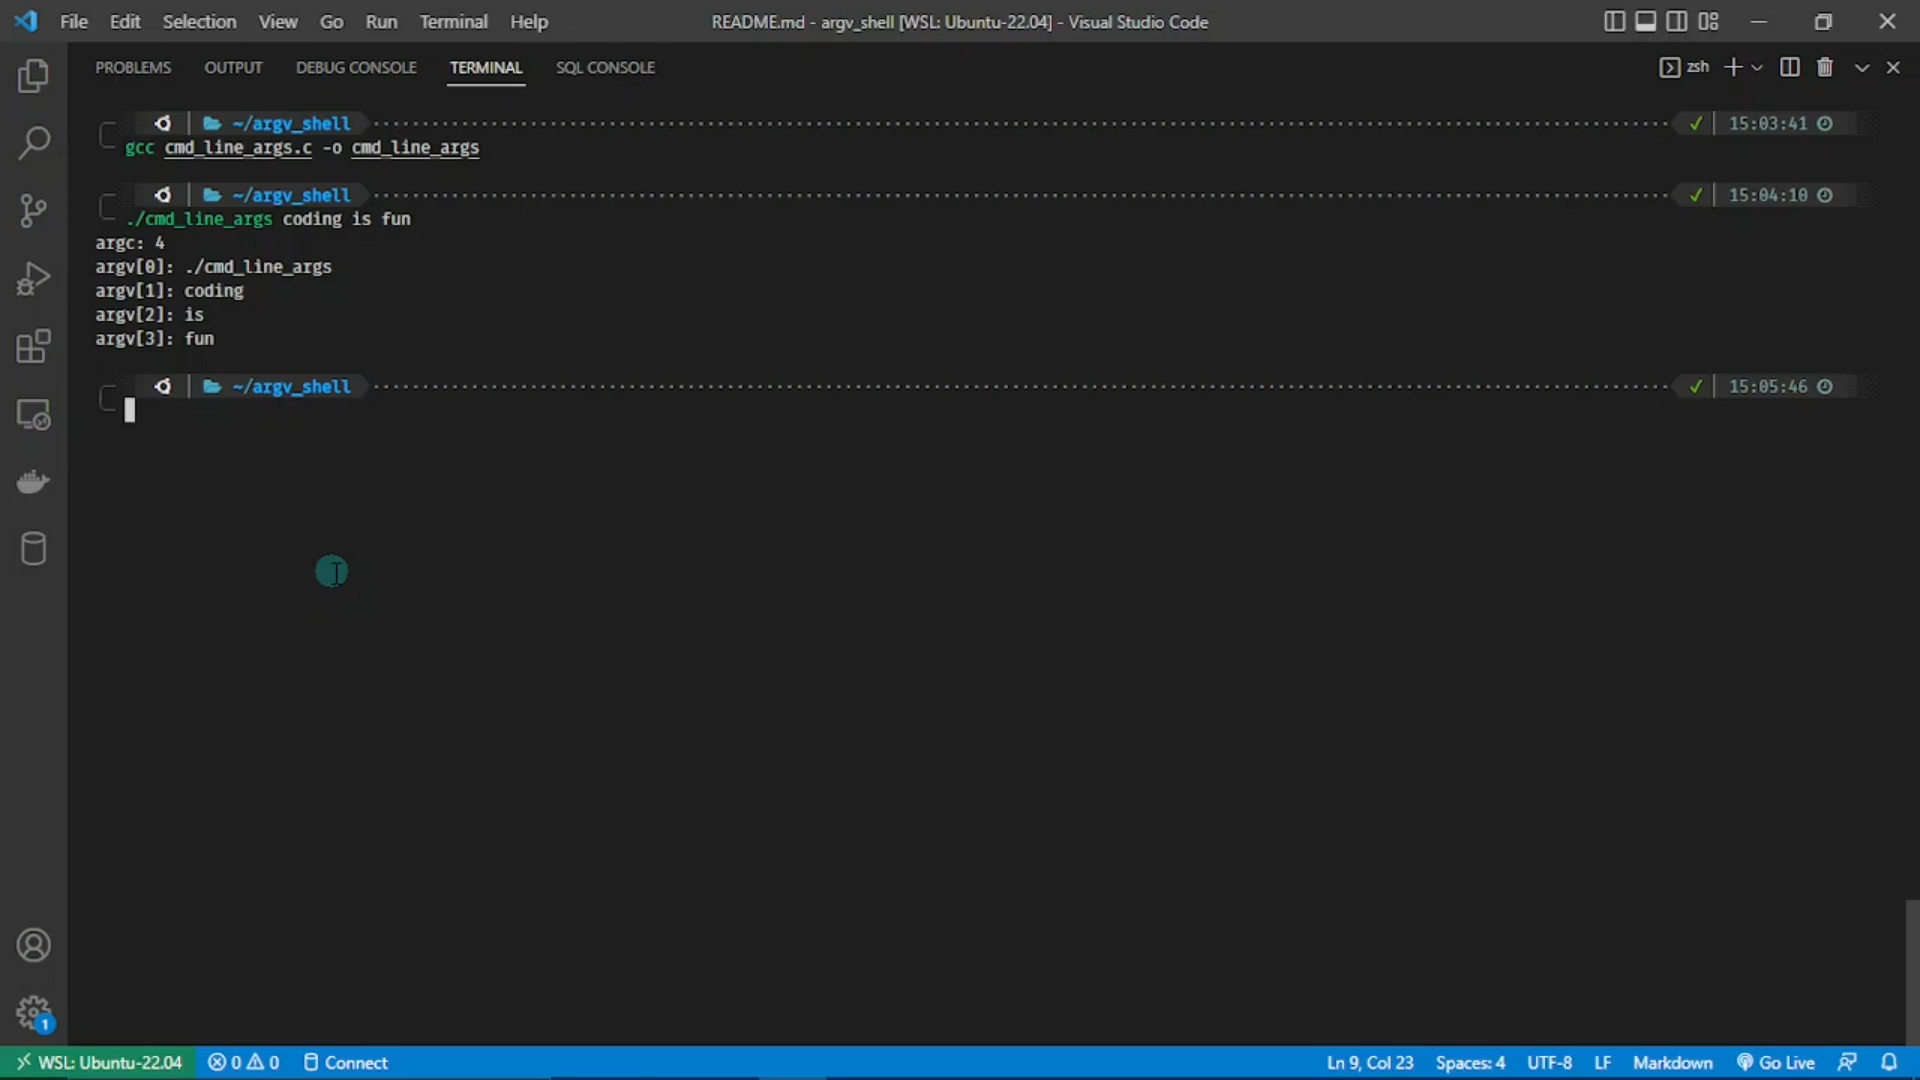 File Edit Selection View Go Run Terminal Help README.md - argv_shell [WSL: Ubuntu-22.04] - Visual Studio Code
PROBLEMS OUTPUT DEBUG CONSOLE TERMINAL SQL CONSOLE zsh
~/argv_shell ✓ 15:03:41
gcc cmd_line_args.c -o cmd_line_args
~/argv_shell ✓ 15:04:10
./cmd_line_args coding is fun
argc: 4
argv[0]: ./cmd_line_args
argv[1]: coding
argv[2]: is
argv[3]: fun
~/argv_shell ✓ 15:05:46
1
WSL: Ubuntu-22.04 0 0 Connect Ln 9, Col 23 Spaces: 4 UTF-8 LF Markdown Go Live